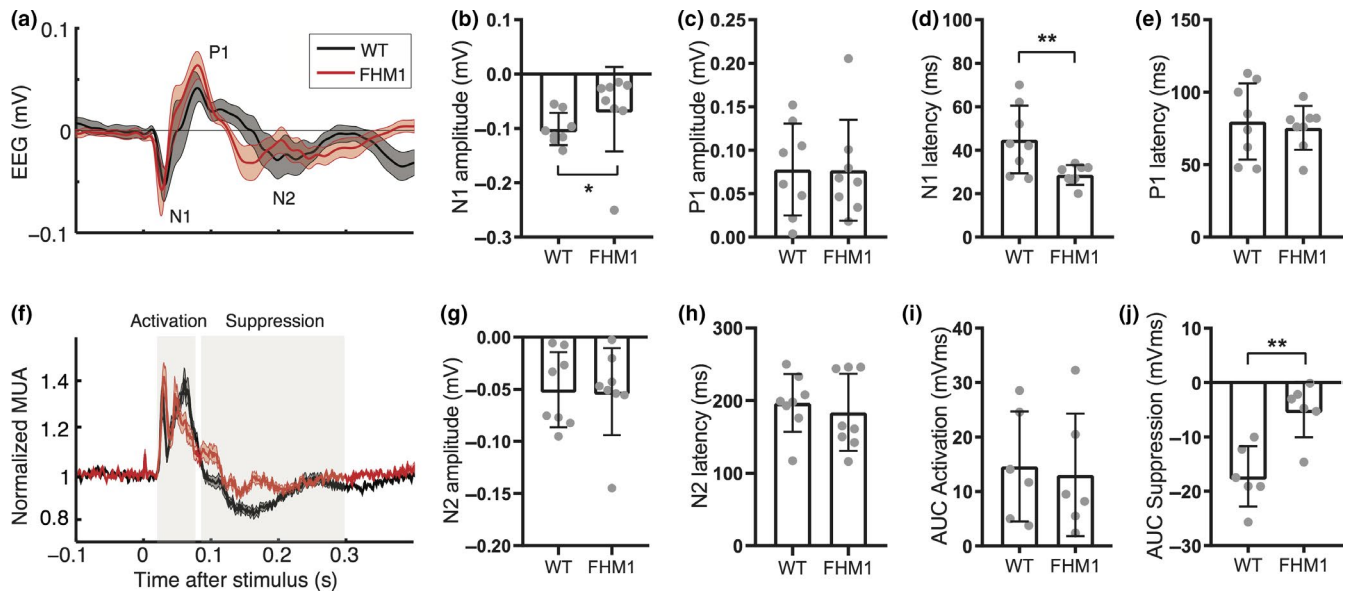 (a)
0.1
0
−0.1
EEG (mV)
WT
FHM1
P1
N1
N2
(b)
0.1
0.0
−0.1
−0.2
−0.3
N1 amplitude (mV)
*
WT FHM1
(c)
0.25
0.20
0.15
0.10
0.05
0.00
P1 amplitude (mV)
WT FHM1
(d)
100
80
60
40
20
0
N1 latency (ms)
**
WT FHM1
(e)
150
100
50
0
P1 latency (ms)
WT FHM1
(f)
Activation Suppression
1.4
1.2
1
0.8
Normalized MUA
−0.1 0 0.1 0.2 0.3
Time after stimulus (s)
(g)
0.00
−0.05
−0.10
−0.15
−0.20
N2 amplitude (mV)
WT FHM1
(h)
300
200
100
0
N2 latency (ms)
WT FHM1
(i)
40
30
20
10
0
AUC Activation (mVms)
WT FHM1
(j)
10
0
−10
−20
−30
AUC Suppression (mVms)
**
WT FHM1